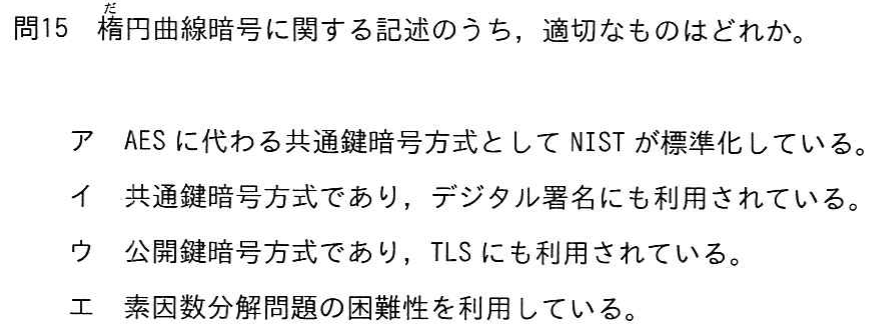 問15 楕円曲線暗号に関する記述のうち，適切なものはどれか。
ア AES に代わる共通鍵暗号方式として NIST が標準化している。
イ 共通鍵暗号方式であり，デジタル署名にも利用されている。
ウ 公開鍵暗号方式であり，TLS にも利用されている。
エ 素因数分解問題の困難性を利用している。